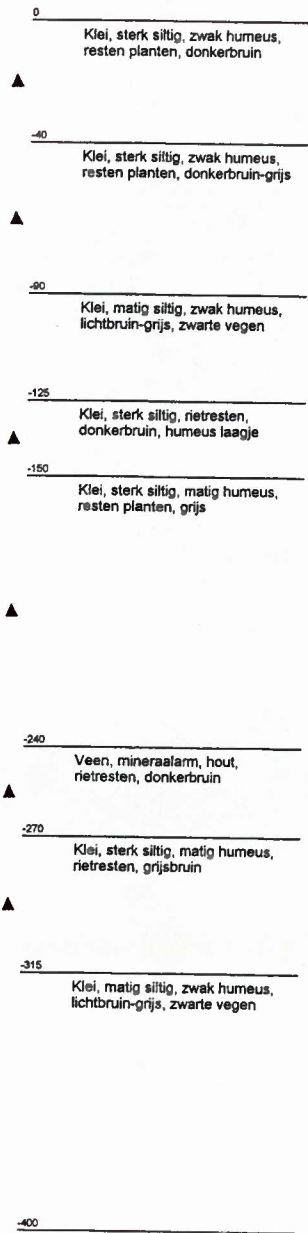 0
Klei, sterk siltig, zwak humeus,
resten planten, donkerbruin
-40
Klei, sterk siltig, zwak humeus,
resten planten, donkerbruin-grijs
-90
Klei, matig siltig, zwak humeus,
lichtbruin-grijs, zwarte vegen
-125
Klei, sterk siltig, rietresten,
donkerbruin, humeus laagje
-150
Klei, sterk siltig, matig humeus,
resten planten, grijs
-240
Veen, mineraalarm, hout,
rietresten, donkerbruin
-270
Klei, sterk siltig, matig humeus,
rietresten, grijsbruin
-315
Klei, matig siltig, zwak humeus,
lichtbruin-grijs, zwarte vegen
-400